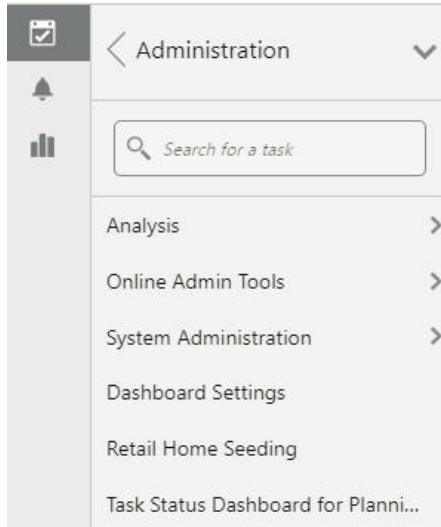 Administration
Search for a task
Analysis
Online Admin Tools
System Administration
Dashboard Settings
Retail Home Seeding
Task Status Dashboard for Planni...